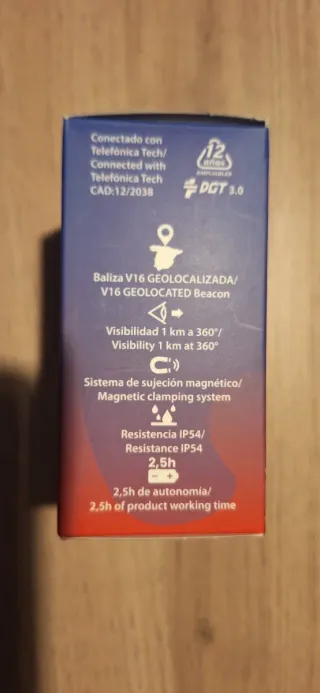 Conectado con
Telefónica Tech/
Connected with
Telefónica Tech
CAD:12/2038
12
años
AMPLIABLES
DGT 3.0
Baliza V16 GEOLOCALIZADA/
V16 GEOLOCATED Beacon
Visibilidad 1 km a 360°/
Visibility 1 km at 360°
Sistema de sujeción magnético/
Magnetic clamping system
Resistencia IP54/
Resistance IP54
2,5h
- +
2,5h de autonomía/
2,5h of product working time